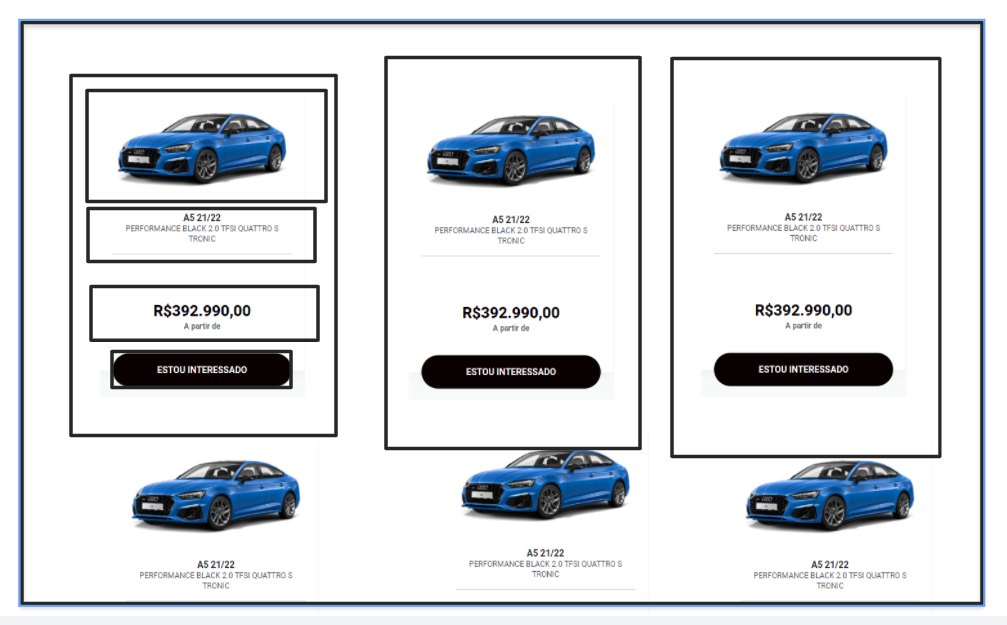 A5 21/22
PERFORMANCE BLACK 2.0 TFSI QUATTRO S
TRONIC
R$392.990,00
A partir de
ESTOU INTERESSADO
A5 21/22
PERFORMANCE BLACK 2.0 TFSI QUATTRO S
TRONIC
R$392.990,00
A partir de
ESTOU INTERESSADO
A5 21/22
PERFORMANCE BLACK 2.0 TFSI QUATTRO S
TRONIC
R$392.990,00
A partir de
ESTOU INTERESSADO
A5 21/22
PERFORMANCE BLACK 2.0 TFSI QUATTRO S
TRONIC
A5 21/22
PERFORMANCE BLACK 2.0 TFSI QUATTRO S
TRONIC
A5 21/22
PERFORMANCE BLACK 2.0 TFSI QUATTRO S
TRONIC